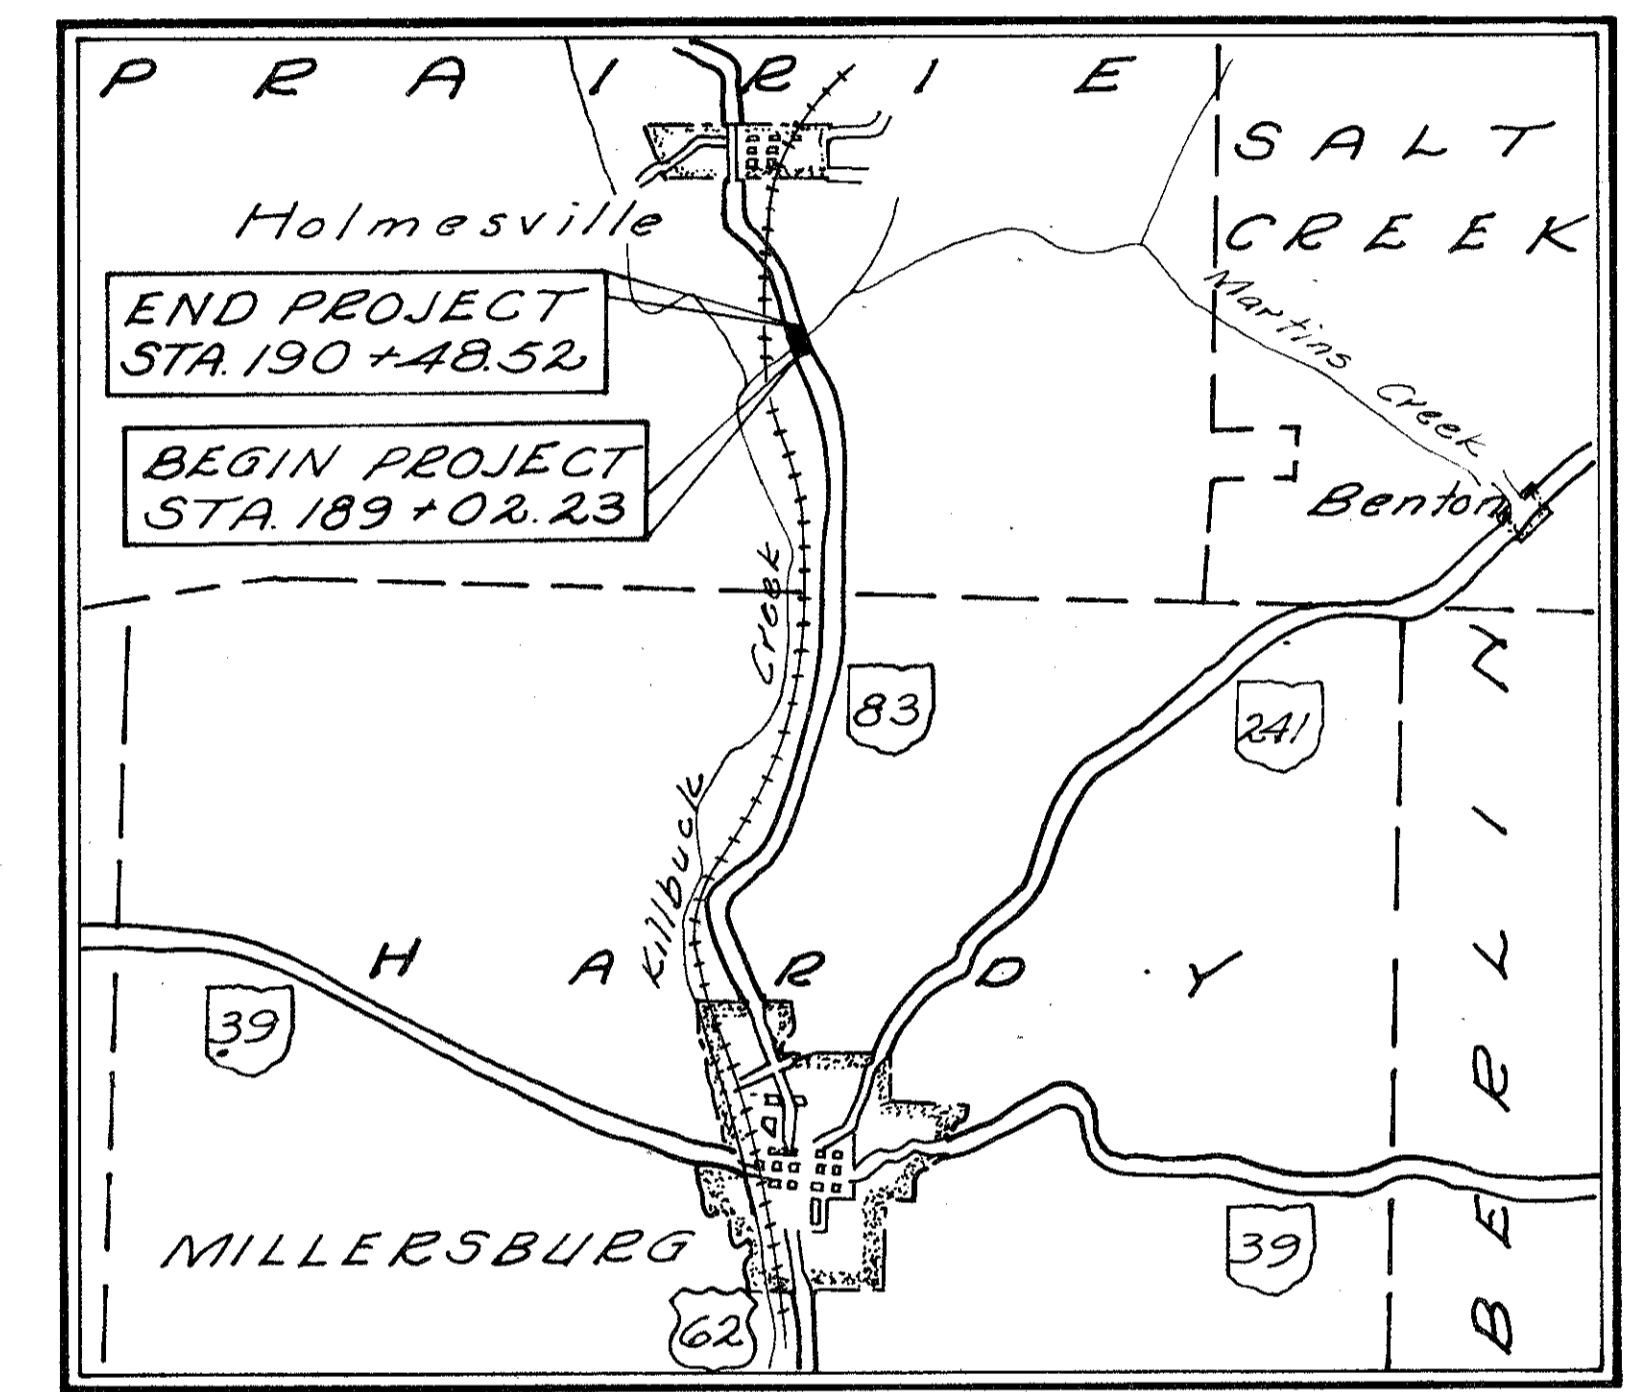 PRAIRIE
SALT
CREEK
Holmesville
END PROJECT
STA. 190 +48.52
Martins Creek
BEGIN PROJECT
STA. 189 +02.23
Benton
Killbuck Creek
83
241
HARDY
39
BERLIN
MILLERSBURG
39
62